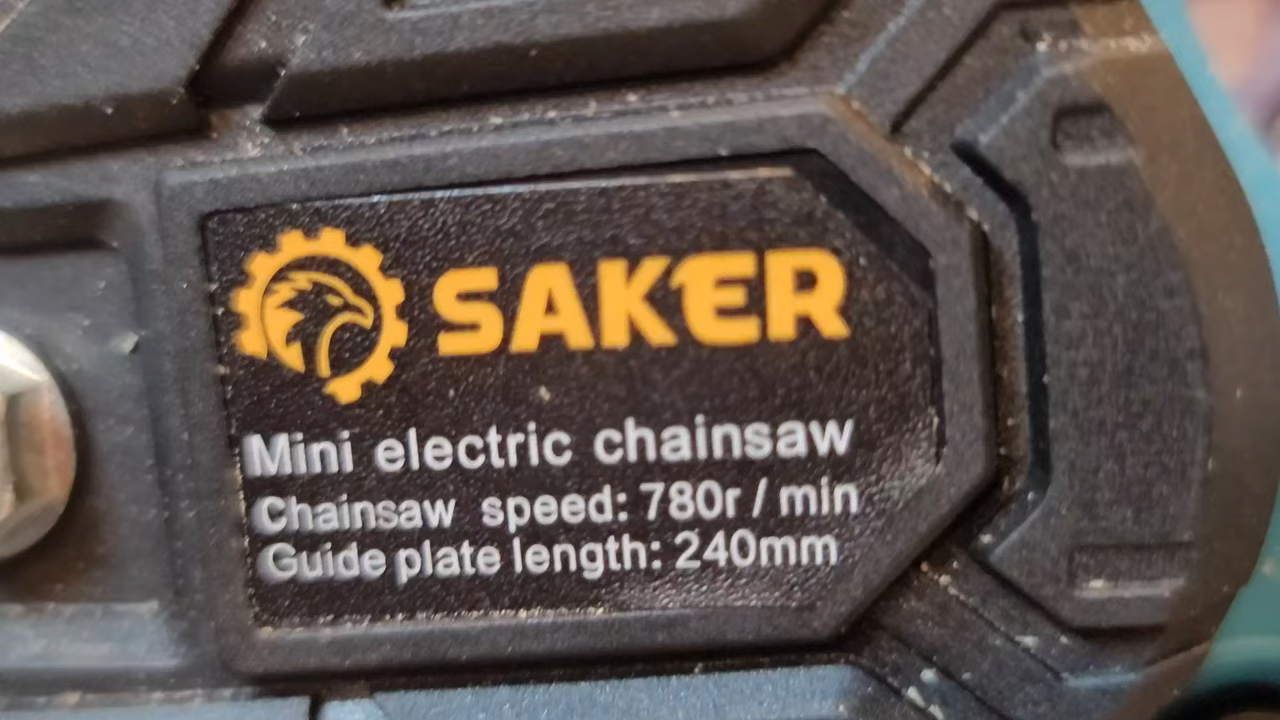 SAKER
Mini electric chainsaw
Chainsaw speed: 780r / min
Guide plate length: 240mm